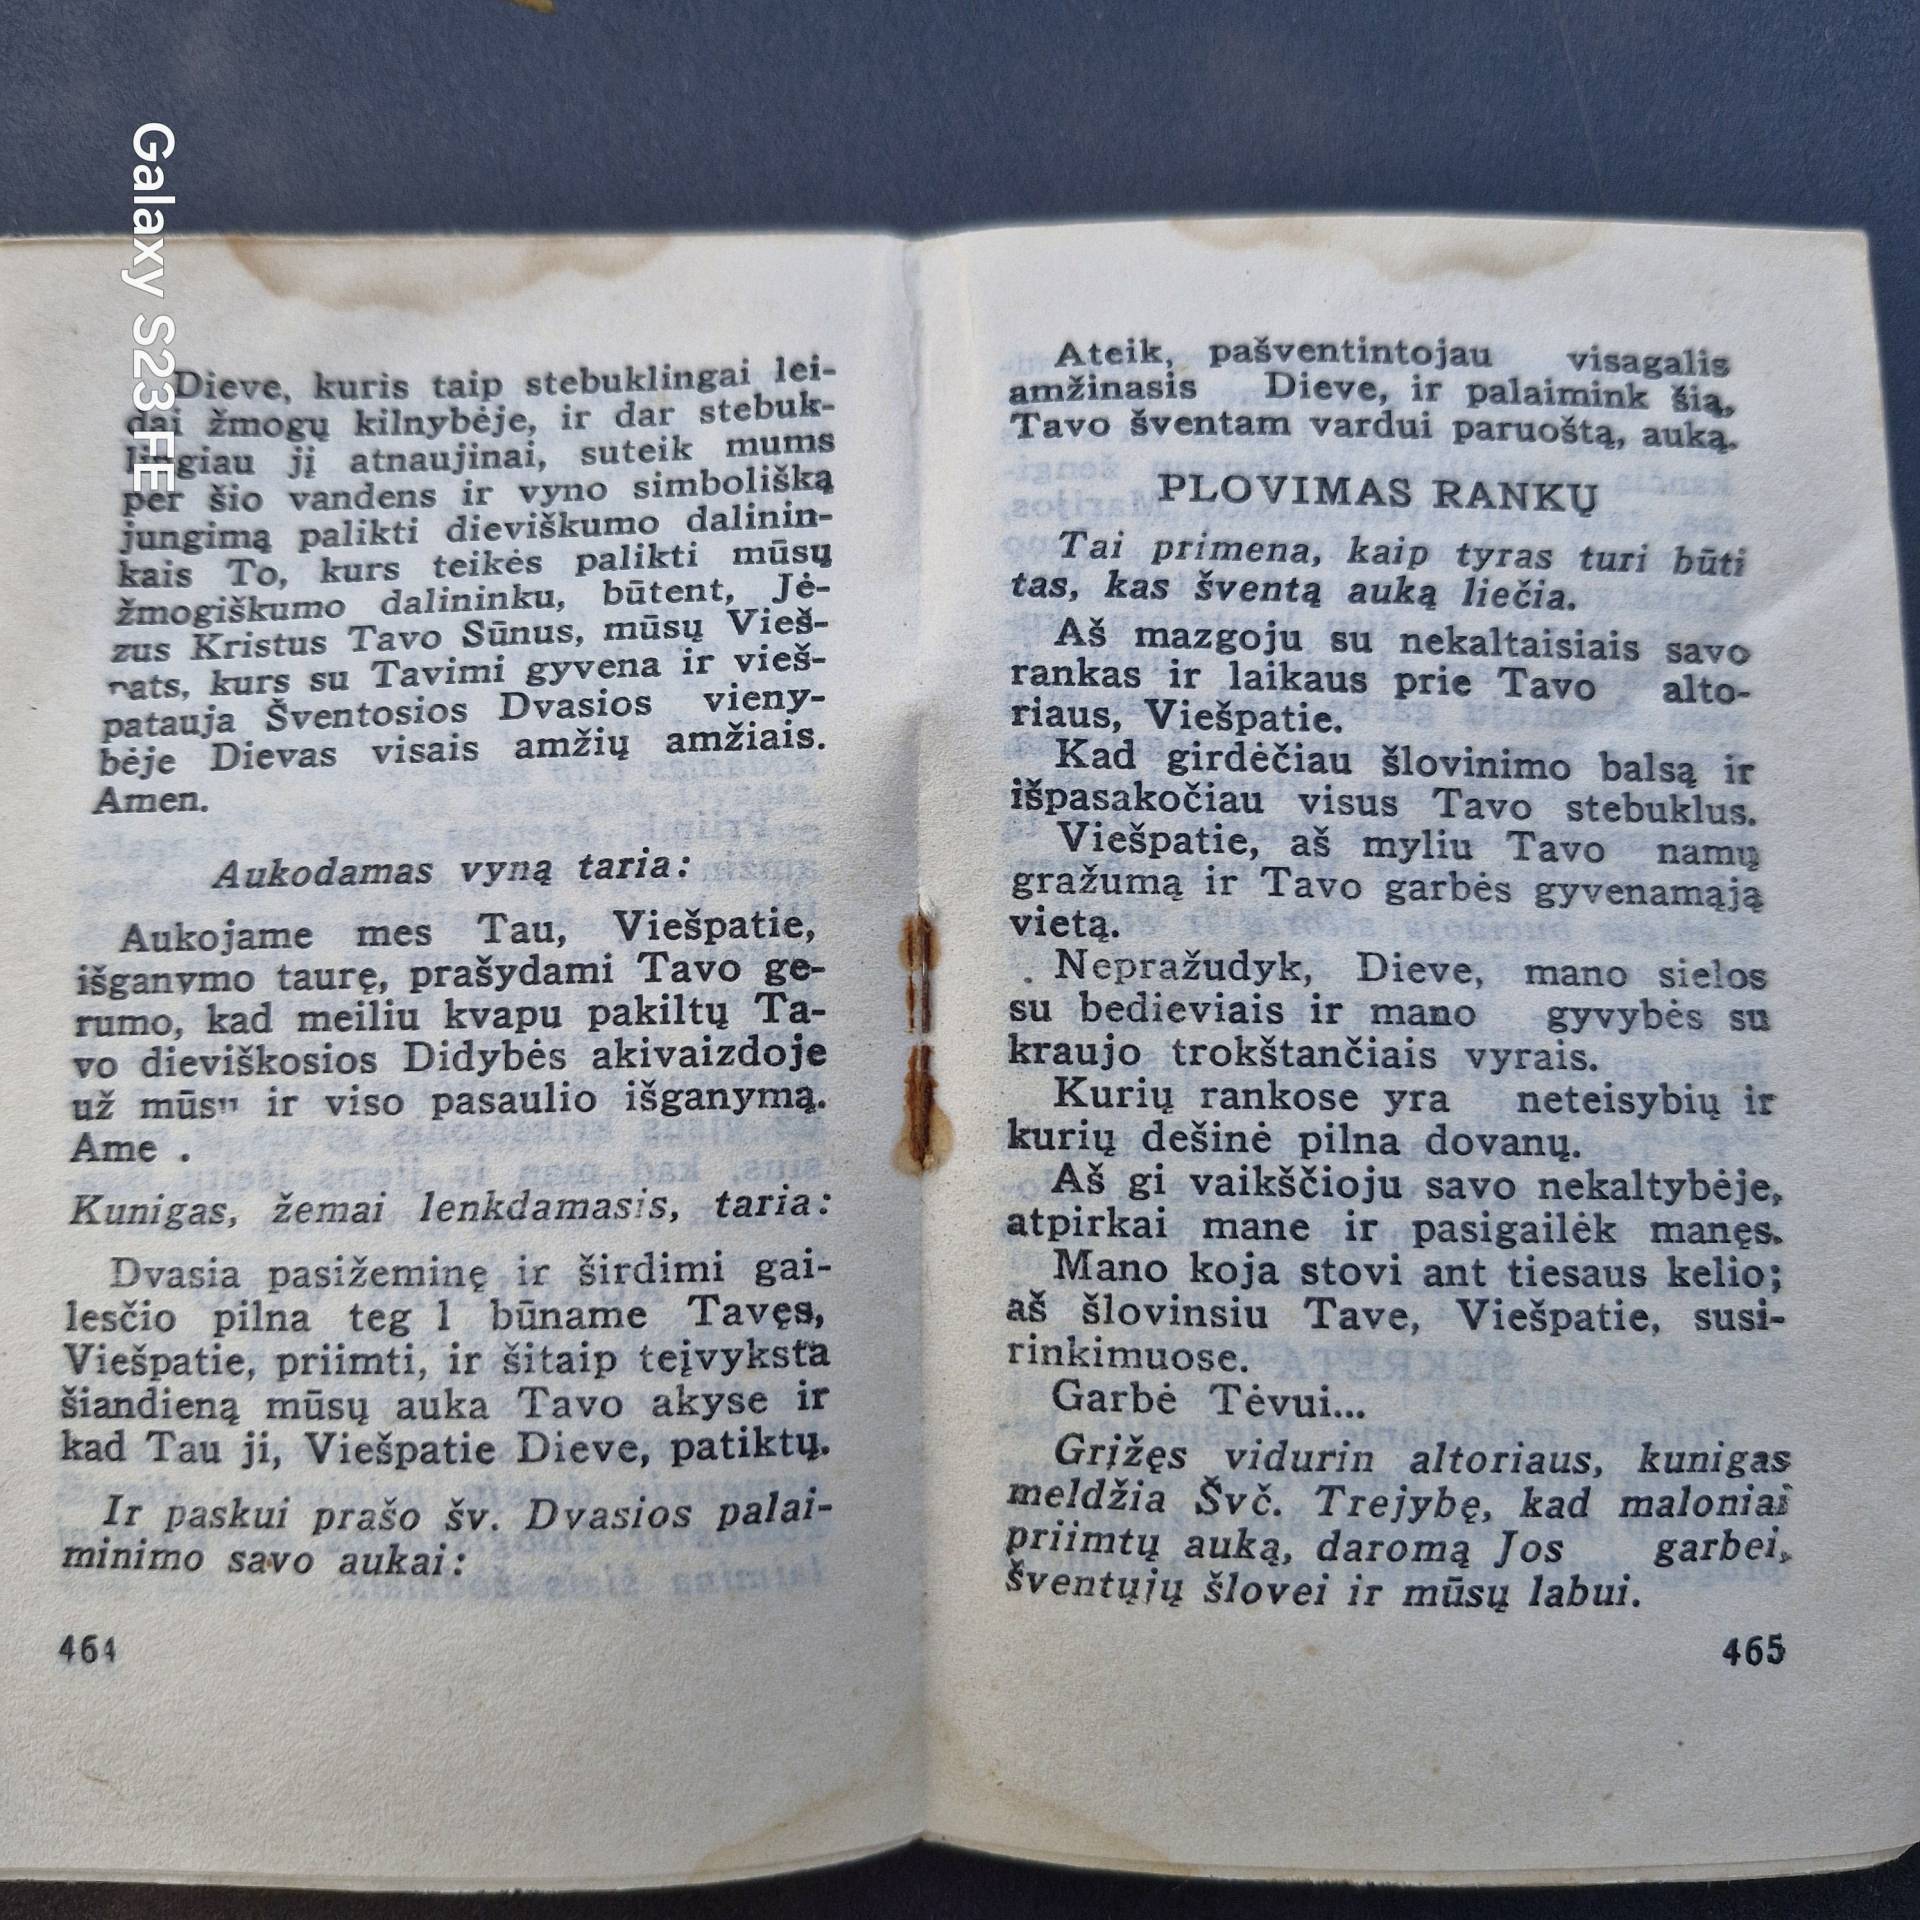 Galaxy S23 FE
Dieve, kuris taip stebuklingai lei-
dai žmogų kilnybėje, ir dar stebuk-
lingiau jį atnaujinai, suteik mums
per šio vandens ir vyno simbolišką
jungimą palikti dieviškumo dalinin-
kais To, kurs teikės palikti mūsų
žmogiškumo dalininku, būtent, Jė-
zus Kristus Tavo Sūnus, mūsų Vieš-
pats, kurs su Tavimi gyvena ir vieš-
patauja Šventosios Dvasios vieny-
bėje Dievas visais amžių amžiais.
Amen.
Aukodamas vyną taria:
Aukojame mes Tau, Viešpatie,
išganymo taurę, prašydami Tavo ge-
rumo, kad meiliu kvapu pakiltų Ta-
vo dieviškosios Didybės akivaizdoje
už mūsų ir viso pasaulio išganymą.
Ame .
Kunigas, žemai lenkdamasis, taria:
Dvasia pasižeminę ir širdimi gai-
lesčio pilna teg l būname Tavęs,
Viešpatie, priimti, ir šitaip teįvyksta
šiandieną mūsų auka Tavo akyse ir
kad Tau ji, Viešpatie Dieve, patiktų.
Ir paskui prašo šv. Dvasios palai-
minimo savo aukai:
464
Ateik, pašventintojau visagalis
amžinasis Dieve, ir palaimink šią,
Tavo šventam vardui paruoštą, auką.
PLOVIMAS RANKŲ
Tai primena, kaip tyras turi būti
tas, kas šventą auką liečia.
Aš mazgoju su nekaltaisiais savo
rankas ir laikaus prie Tavo alto-
riaus, Viešpatie.
Kad girdėčiau šlovinimo balsą ir
išpasakočiau visus Tavo stebuklus.
Viešpatie, aš myliu Tavo namų
gražumą ir Tavo garbės gyvenamąją
vietą.
Nepražudyk, Dieve, mano sielos
su bedieviais ir mano gyvybės su
kraujo trokštančiais vyrais.
Kurių rankose yra neteisybių ir
kurių dešinė pilna dovanų.
Aš gi vaikščioju savo nekaltybėje,
atpirkai mane ir pasigailėk manęs.
Mano koja stovi ant tiesaus kelio;
aš šlovinsiu Tave, Viešpatie, susi-
rinkimuose.
Garbė Tėvui...
Grįžęs vidurin altoriaus, kunigas
meldžia Švč. Trejybę, kad maloniai
priimtų auką, daromą Jos garbei,
šventųjų šlovei ir mūsų labui.
465